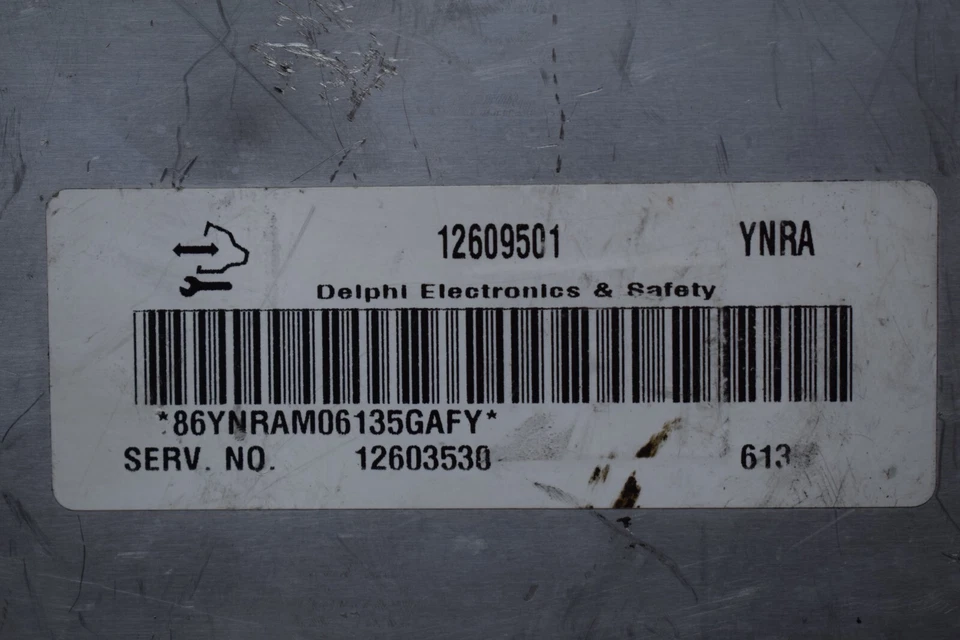 12609501 YNRA
Delphi Electronics & Safety
*86YNRAM06135GAFY*
SERV. NO. 12603530 613